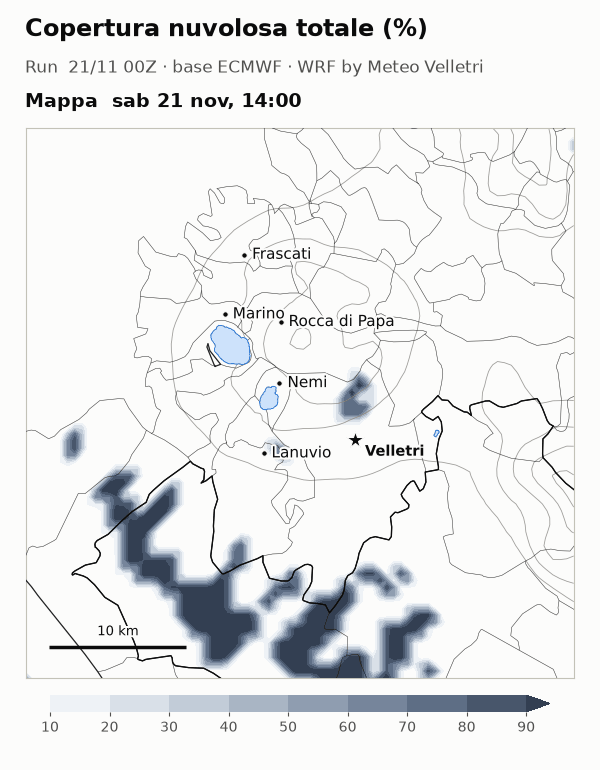 Copertura nuvolosa totale (%)
Run  21/11 00Z · base ECMWF · WRF by Meteo Velletri
Mappa  sab 21 nov, 14:00
Frascati
Marino
Rocca di Papa
Nemi
Velletri
Lanuvio
10 km
10 20 30 40 50 60 70 80 90